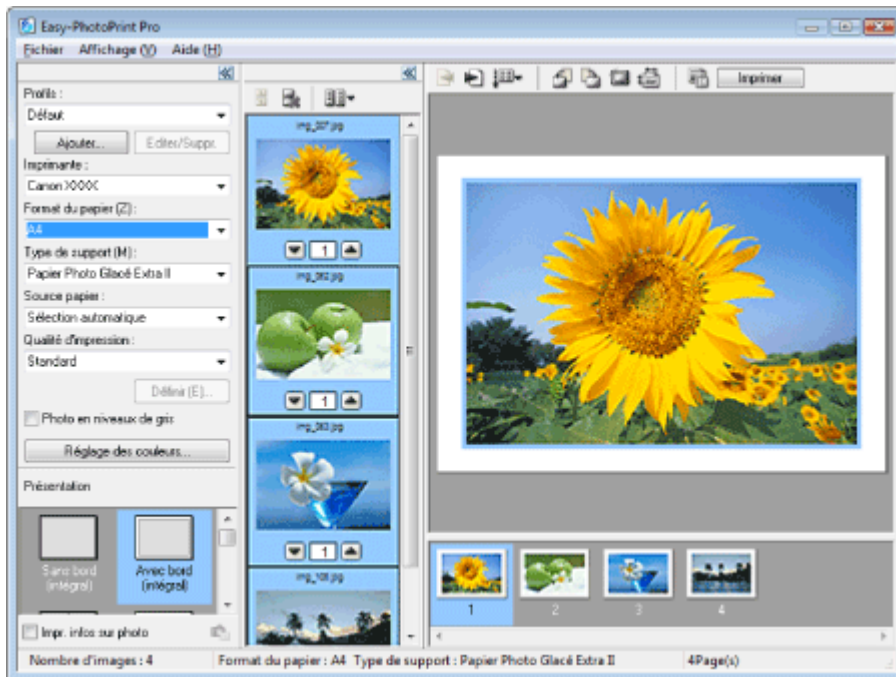 Easy-PhotoPrint Pro
Fichier Affichage (V) Aide (H)
Profile :
Défaut
Ajouter... Editer/Suppr.
Imprimante :
Canon XXXX
Format du papier (Z) :
A4
Type de support (M) :
Papier Photo Glacé Extra II
Source papier :
Sélection automatique
Qualité d'impression :
Standard
Définir (E)...
Photo en niveaux de gris
Réglage des couleurs...
Présentation
Sans bord
(intégral)
Avec bord
(intégral)
Impr. infos sur photo
1
1
1
Imprimer
1 2 3 4
Nombre d'images : 4 Format du papier : A4 Type de support : Papier Photo Glacé Extra II 4Page(s)